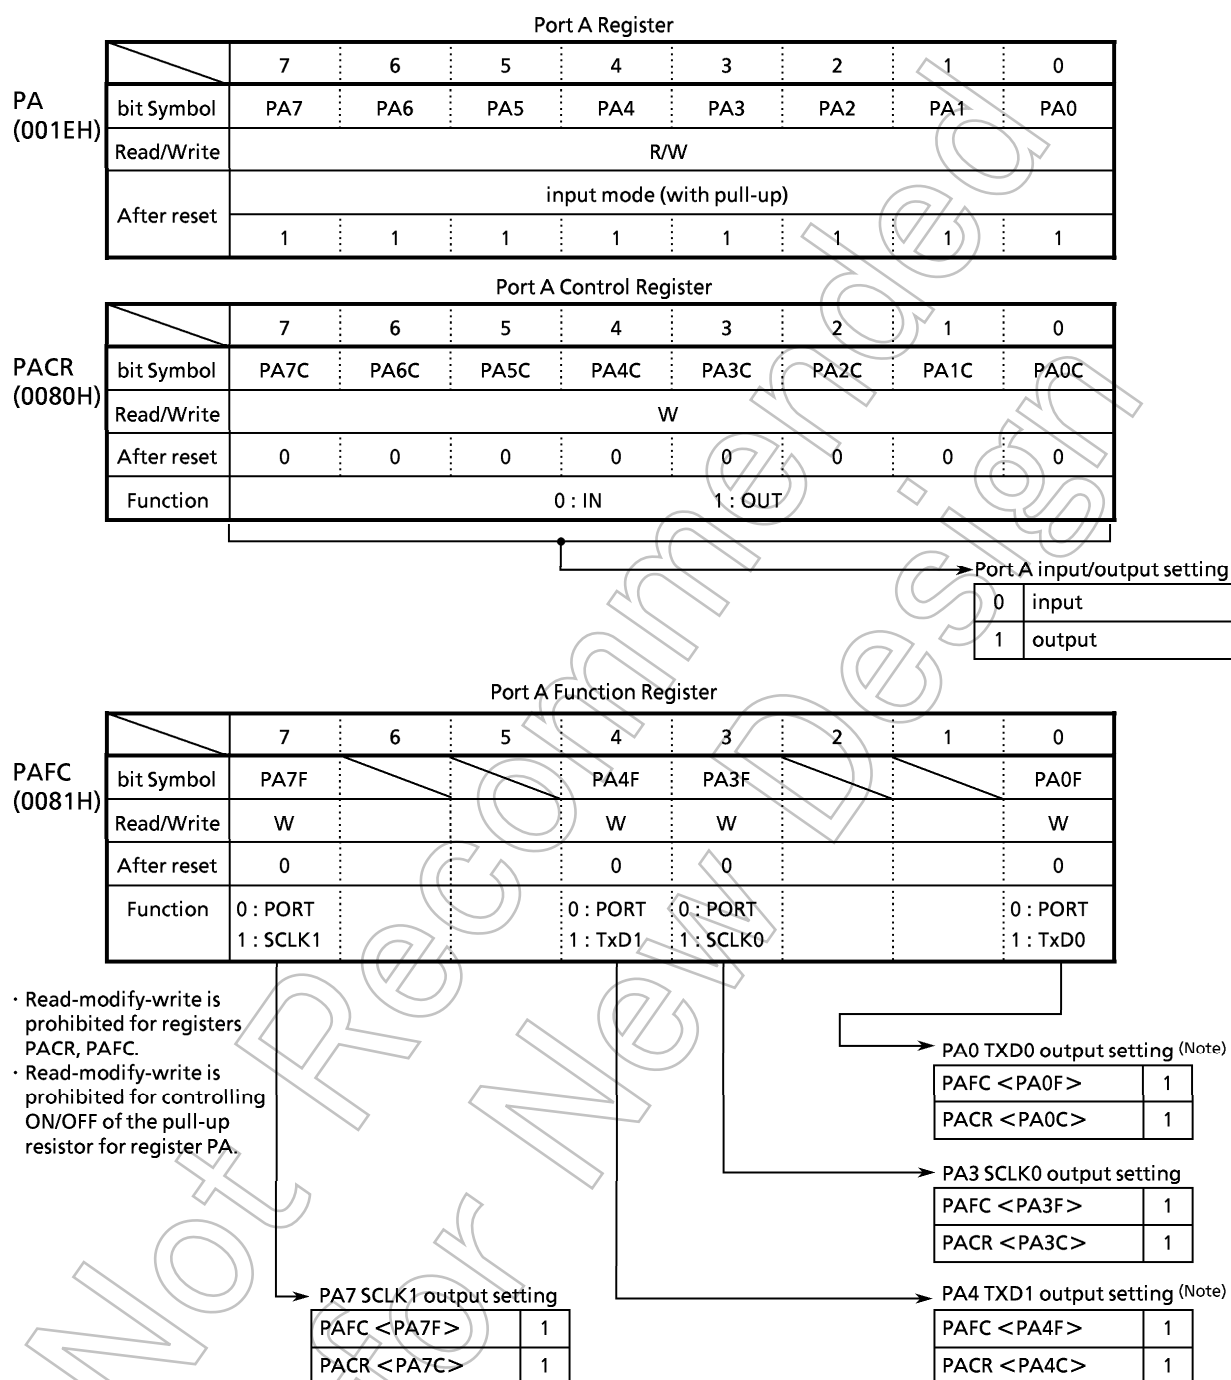 Port A Register
7 6 5 4 3 2 1 0
PA
(001EH)
bit Symbol PA7 PA6 PA5 PA4 PA3 PA2 PA1 PA0
Read/Write R/W
After reset input mode (with pull-up)
1 1 1 1 1 1 1 1
Port A Control Register
7 6 5 4 3 2 1 0
PACR
(0080H)
bit Symbol PA7C PA6C PA5C PA4C PA3C PA2C PA1C PA0C
Read/Write W
After reset 0 0 0 0 0 0 0 0
Function 0 : IN 1 : OUT
Port A input/output setting
0 input
1 output
Port A Function Register
7 6 5 4 3 2 1 0
PAFC
(0081H)
bit Symbol PA7F PA4F PA3F PA0F
Read/Write W W W W
After reset 0 0 0 0
Function 0 : PORT 0 : PORT 0 : PORT 0 : PORT
1 : SCLK1 1 : TxD1 1 : SCLK0 1 : TxD0
· Read-modify-write is
prohibited for registers
PACR, PAFC.
· Read-modify-write is
prohibited for controlling
ON/OFF of the pull-up
resistor for register PA.
PA0 TXD0 output setting (Note)
PAFC <PA0F> 1
PACR <PA0C> 1
PA3 SCLK0 output setting
PAFC <PA3F> 1
PACR <PA3C> 1
PA7 SCLK1 output setting
PAFC <PA7F> 1
PACR <PA7C> 1
PA4 TXD1 output setting (Note)
PAFC <PA4F> 1
PACR <PA4C> 1
Not Recommended
for New Design